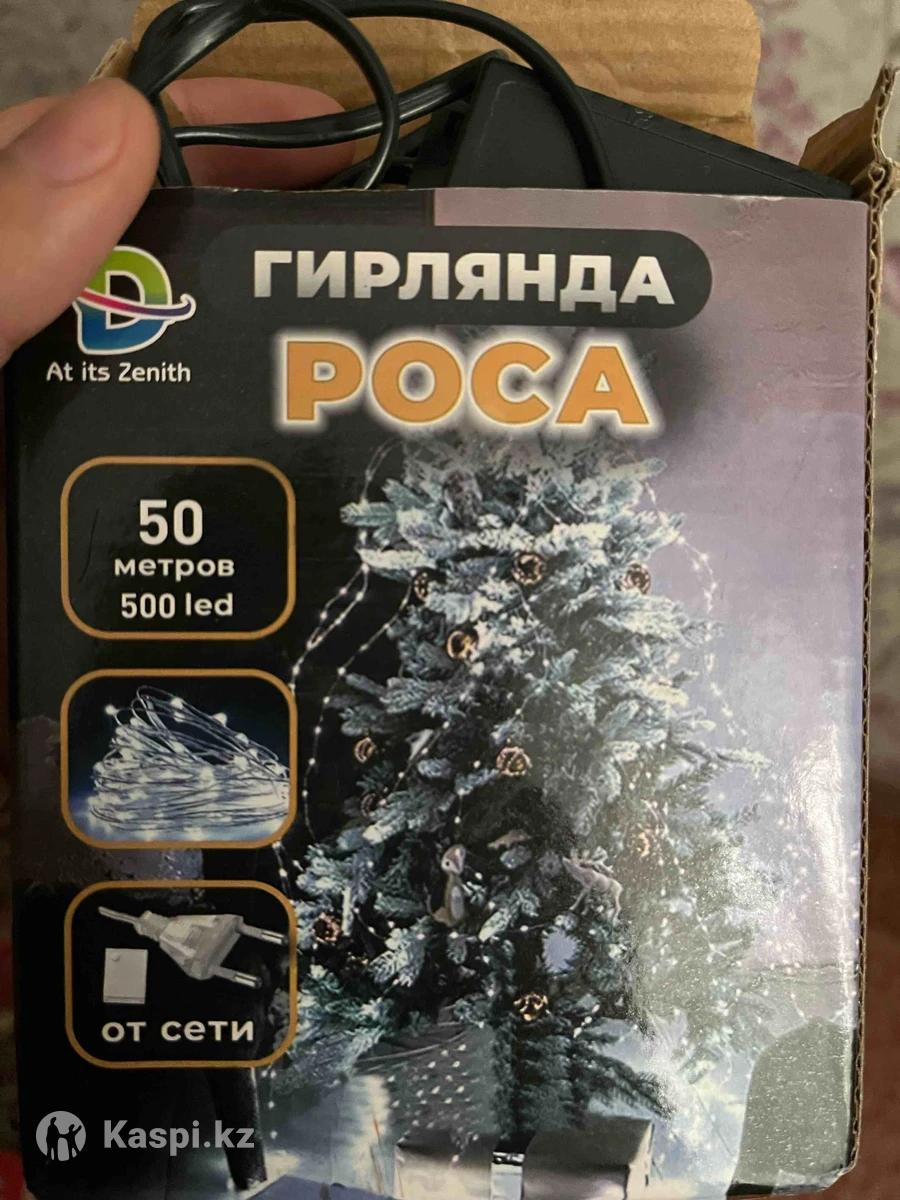 ГИРЛЯНДА
РОСА
At its Zenith
50
метров
500 led
от сети
Kaspi.kz